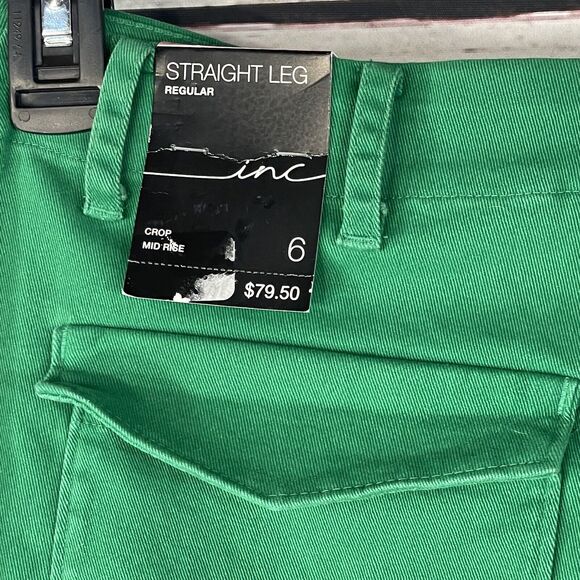 STRAIGHT LEG
REGULAR
inc
CROP
MID RISE
6
$79.50